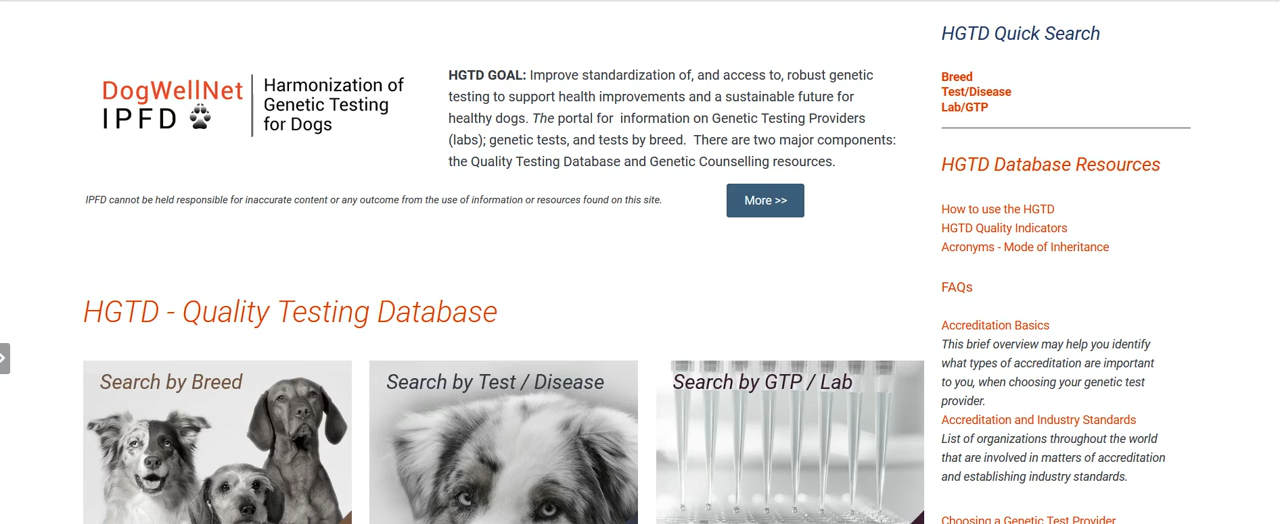 DogWellNet
IPFD
Harmonization of
Genetic Testing
for Dogs
HGTD GOAL: Improve standardization of, and access to, robust genetic
testing to support health improvements and a sustainable future for
healthy dogs. The portal for information on Genetic Testing Providers
(labs); genetic tests, and tests by breed. There are two major components:
the Quality Testing Database and Genetic Counselling resources.
IPFD cannot be held responsible for inaccurate content or any outcome from the use of information or resources found on this site.
More >>
HGTD - Quality Testing Database
Search by Breed
Search by Test / Disease
Search by GTP / Lab
HGTD Quick Search
Breed
Test/Disease
Lab/GTP
HGTD Database Resources
How to use the HGTD
HGTD Quality Indicators
Acronyms - Mode of Inheritance
FAQs
Accreditation Basics
This brief overview may help you identify
what types of accreditation are important
to you, when choosing your genetic test
provider.
Accreditation and Industry Standards
List of organizations throughout the world
that are involved in matters of accreditation
and establishing industry standards.
Choosing a Genetic Test Provider